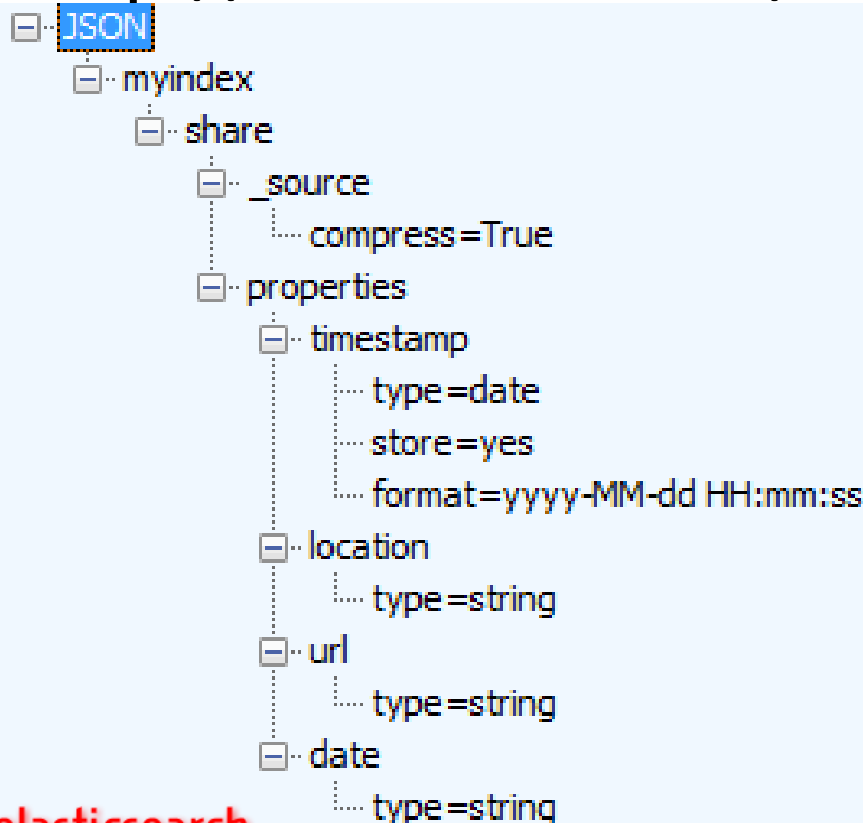 JSON
myindex
share
_source
compress=True
properties
timestamp
type=date
store=yes
format=yyyy-MM-dd HH:mm:ss
location
type=string
url
type=string
date
type=string
elasticsearch